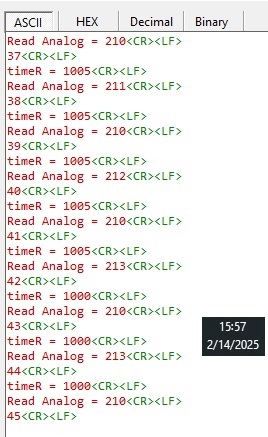 ASCII HEX Decimal Binary
Read Analog = 210<CR><LF>
37<CR><LF>
timeR = 1005<CR><LF>
Read Analog = 211<CR><LF>
38<CR><LF>
timeR = 1005<CR><LF>
Read Analog = 210<CR><LF>
39<CR><LF>
timeR = 1005<CR><LF>
Read Analog = 212<CR><LF>
40<CR><LF>
timeR = 1005<CR><LF>
Read Analog = 210<CR><LF>
41<CR><LF>
timeR = 1005<CR><LF>
Read Analog = 213<CR><LF>
42<CR><LF>
timeR = 1000<CR><LF>
Read Analog = 210<CR><LF>
43<CR><LF>
timeR = 1000<CR><LF>
Read Analog = 213<CR><LF>
44<CR><LF>
timeR = 1000<CR><LF>
Read Analog = 210<CR><LF>
45<CR><LF>
15:57
2/14/2025